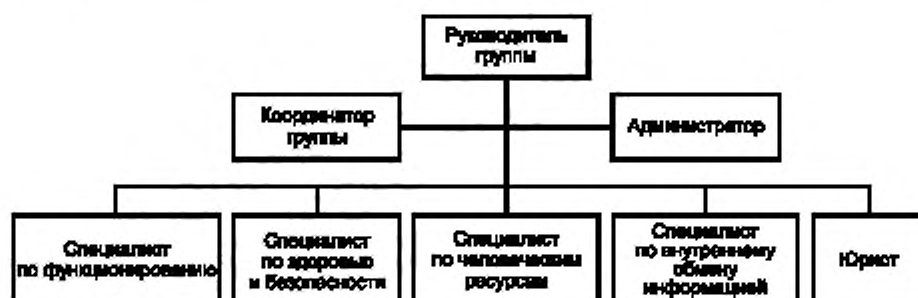 Руководитель
группы
Координатор
группы
Администратор
Специалист
по функционированию
Специалист
по здоровью
и безопасности
Специалист
по человеческим
ресурсам
Специалист
по внутреннему
обмену
информацией
Юрист